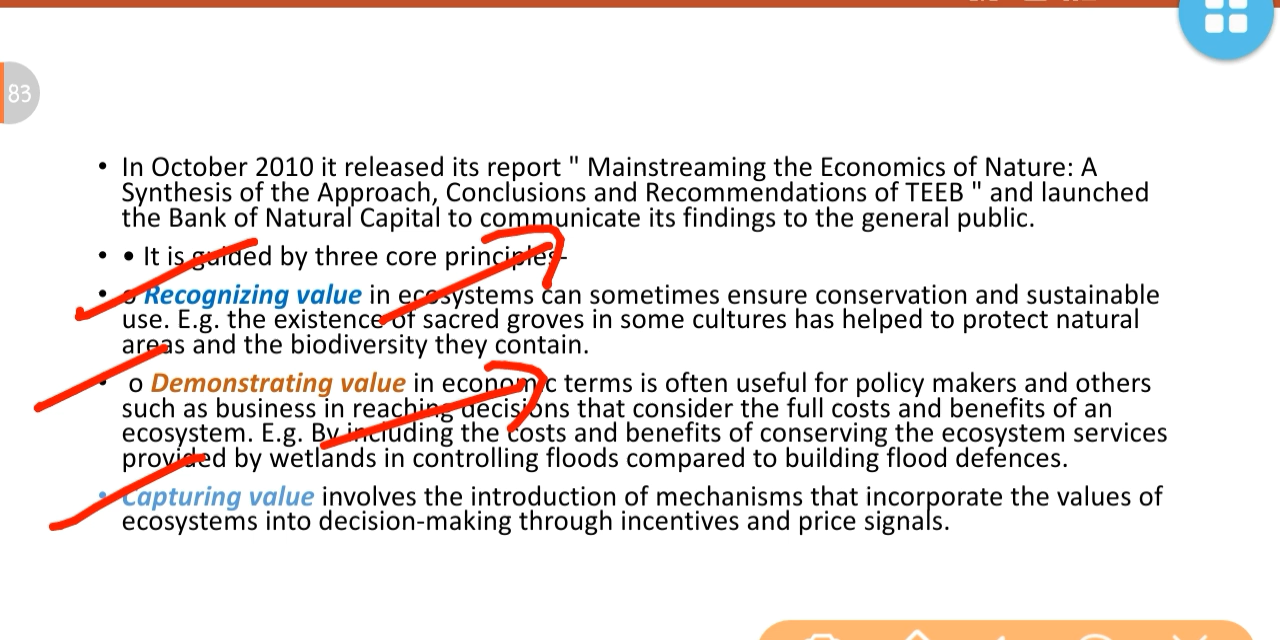 83
• In October 2010 it released its report " Mainstreaming the Economics of Nature: A
Synthesis of the Approach, Conclusions and Recommendations of TEEB " and launched
the Bank of Natural Capital to communicate its findings to the general public.
• • It is guided by three core principles-
• o Recognizing value in ecosystems can sometimes ensure conservation and sustainable
use. E.g. the existence of sacred groves in some cultures has helped to protect natural
areas and the biodiversity they contain.
• o Demonstrating value in economic terms is often useful for policy makers and others
such as business in reaching decisions that consider the full costs and benefits of an
ecosystem. E.g. By including the costs and benefits of conserving the ecosystem services
provided by wetlands in controlling floods compared to building flood defences.
• Capturing value involves the introduction of mechanisms that incorporate the values of
ecosystems into decision-making through incentives and price signals.